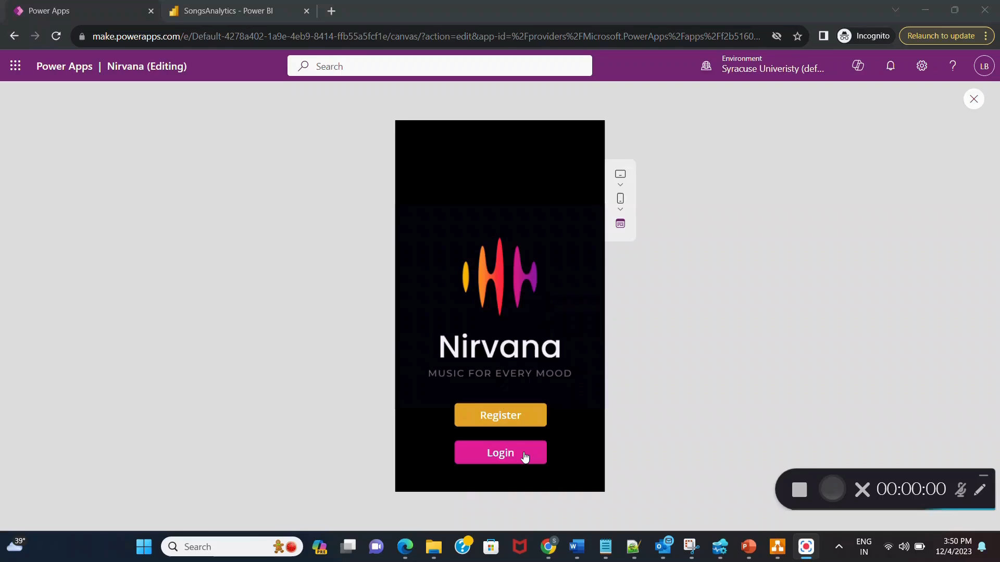 Power Apps
SongsAnalytics - Power BI
make.powerapps.com/e/Default-4278a402-1a9e-4eb9-8414-ffb55a5fcf1e/canvas/?action=edit&app-id=%2Fproviders%2FMicrosoft.PowerApps%2Fapps%2Ff2b5160...
Incognito
Relaunch to update
Power Apps | Nirvana (Editing)
Search
Environment
Syracuse Univeristy (def...
LB
Nirvana
MUSIC FOR EVERY MOOD
Register
Login
00:00:00
39°
Search
PRE
S
ENG
IN
3:50 PM
12/4/2023